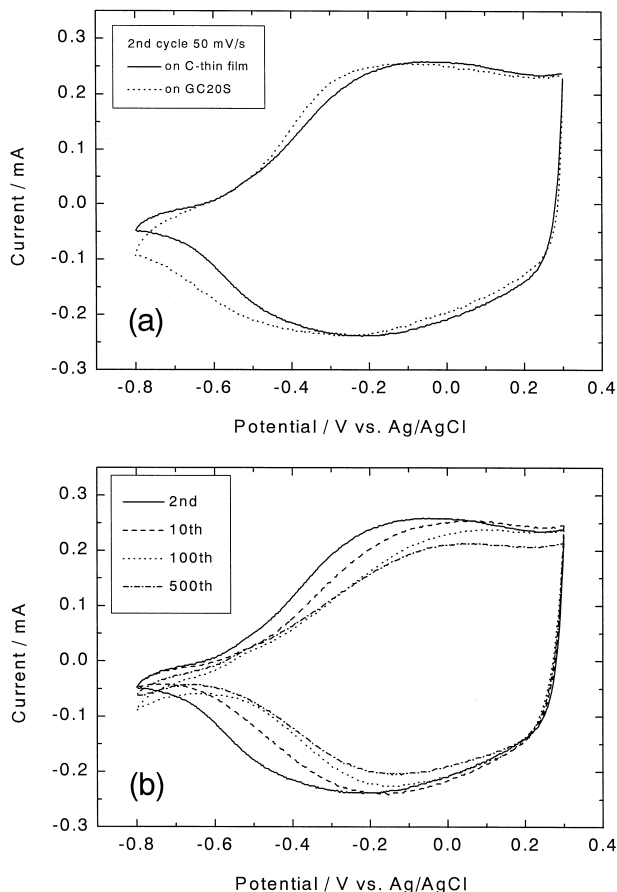 0.3
0.2
0.1
0.0
-0.1
-0.2
-0.3
Current / mA
2nd cycle 50 mV/s
on C-thin film
on GC20S
(a)
-0.8 -0.6 -0.4 -0.2 0.0 0.2 0.4
Potential / V vs. Ag/AgCl
0.3
0.2
0.1
0.0
-0.1
-0.2
-0.3
Current / mA
2nd
10th
100th
500th
(b)
-0.8 -0.6 -0.4 -0.2 0.0 0.2 0.4
Potential / V vs. Ag/AgCl